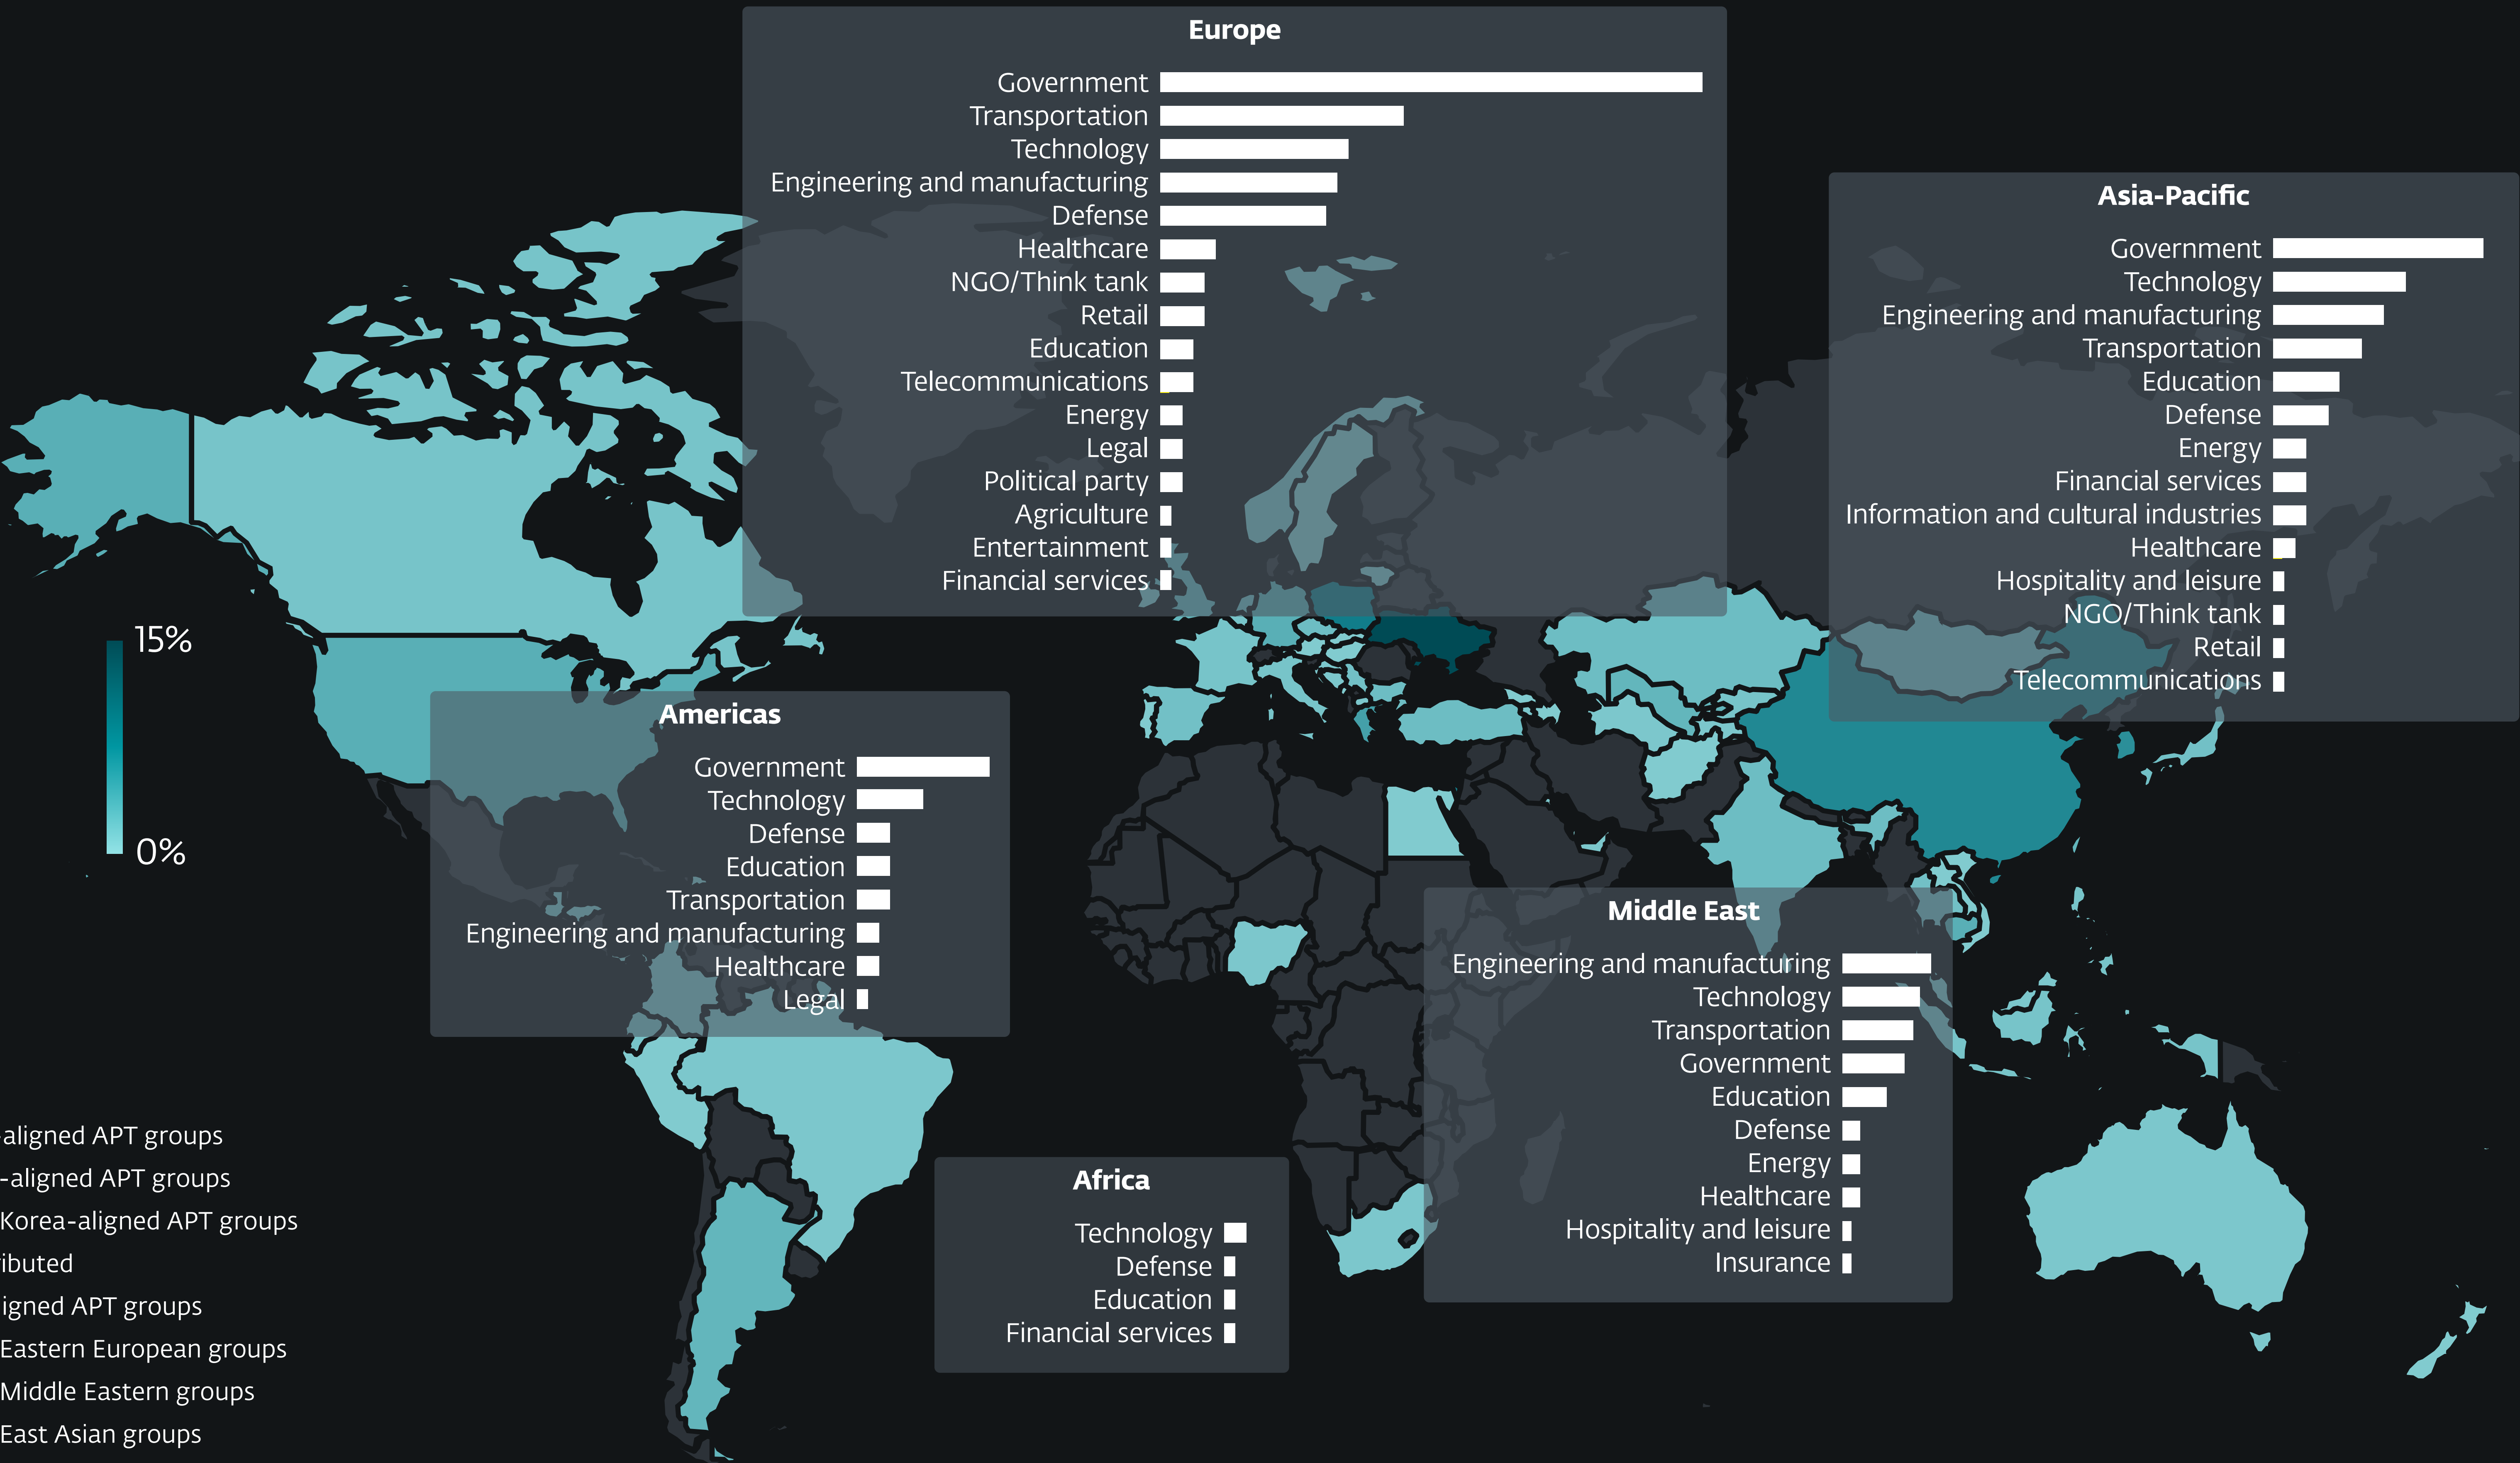 Europe
Government
Transportation
Technology
Engineering and manufacturing
Defense
Healthcare
NGO/Think tank
Retail
Education
Telecommunications
Energy
Legal
Political party
Agriculture
Entertainment
Financial services
Asia-Pacific
Government
Technology
Engineering and manufacturing
Transportation
Education
Defense
Energy
Financial services
Information and cultural industries
Healthcare
Hospitality and leisure
NGO/Think tank
Retail
Telecommunications
15%
0%
Americas
Government
Technology
Defense
Education
Transportation
Engineering and manufacturing
Healthcare
Legal
Middle East
Engineering and manufacturing
Technology
Transportation
Government
Education
Defense
Energy
Healthcare
Hospitality and leisure
Insurance
Africa
Technology
Defense
Education
Financial services
-aligned APT groups
-aligned APT groups
Korea-aligned APT groups
ibuted
igned APT groups
Eastern European groups
Middle Eastern groups
East Asian groups